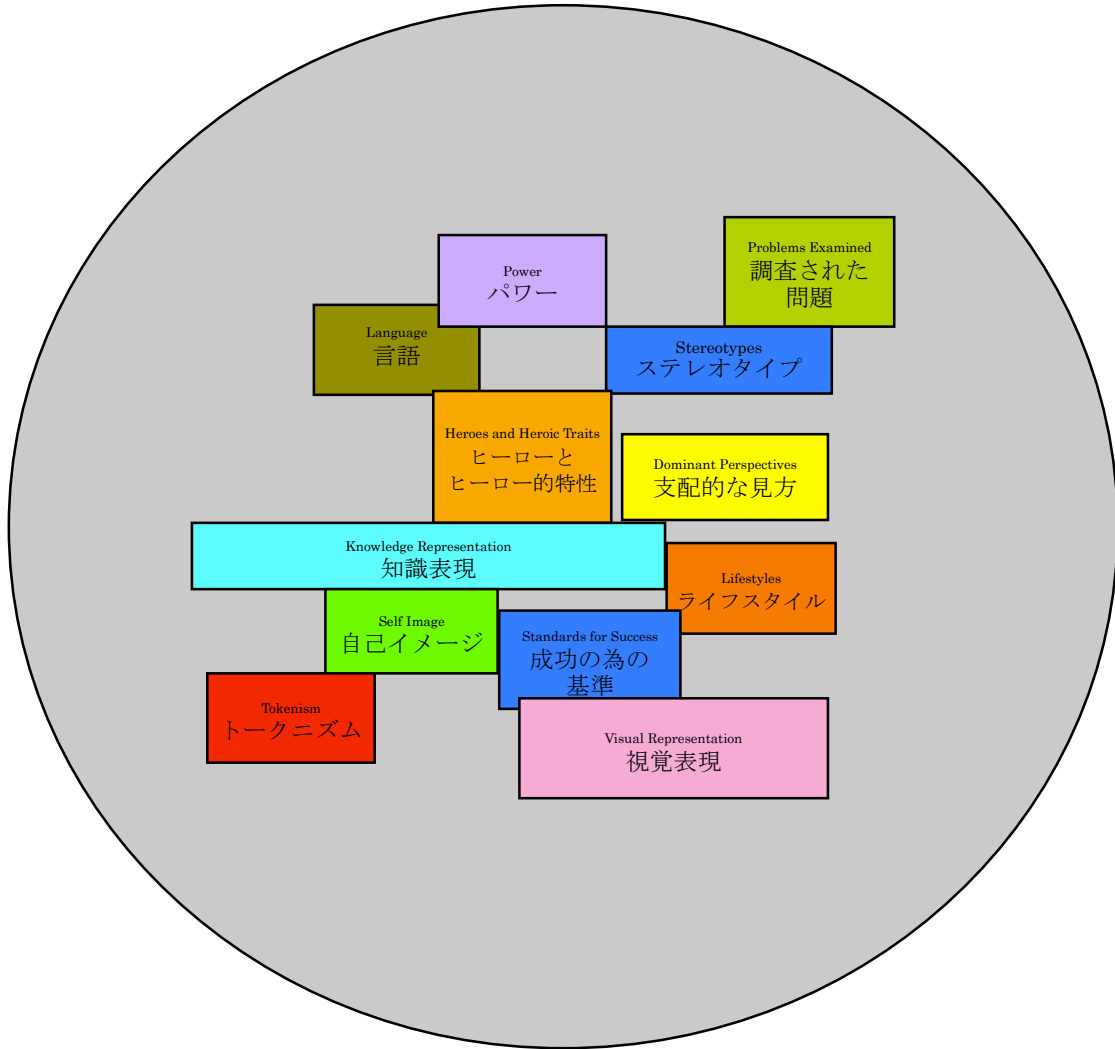 Problems Examined
調査された
問題
Power
パワー
Language
言語
Stereotypes
ステレオタイプ
Heroes and Heroic Traits
ヒーローと
ヒーロー的特性
Dominant Perspectives
支配的な見方
Knowledge Representation
知識表現
Lifestyles
ライフスタイル
Self Image
自己イメージ
Standards for Success
成功の為の
基準
Tokenism
トークニズム
Visual Representation
視覚表現